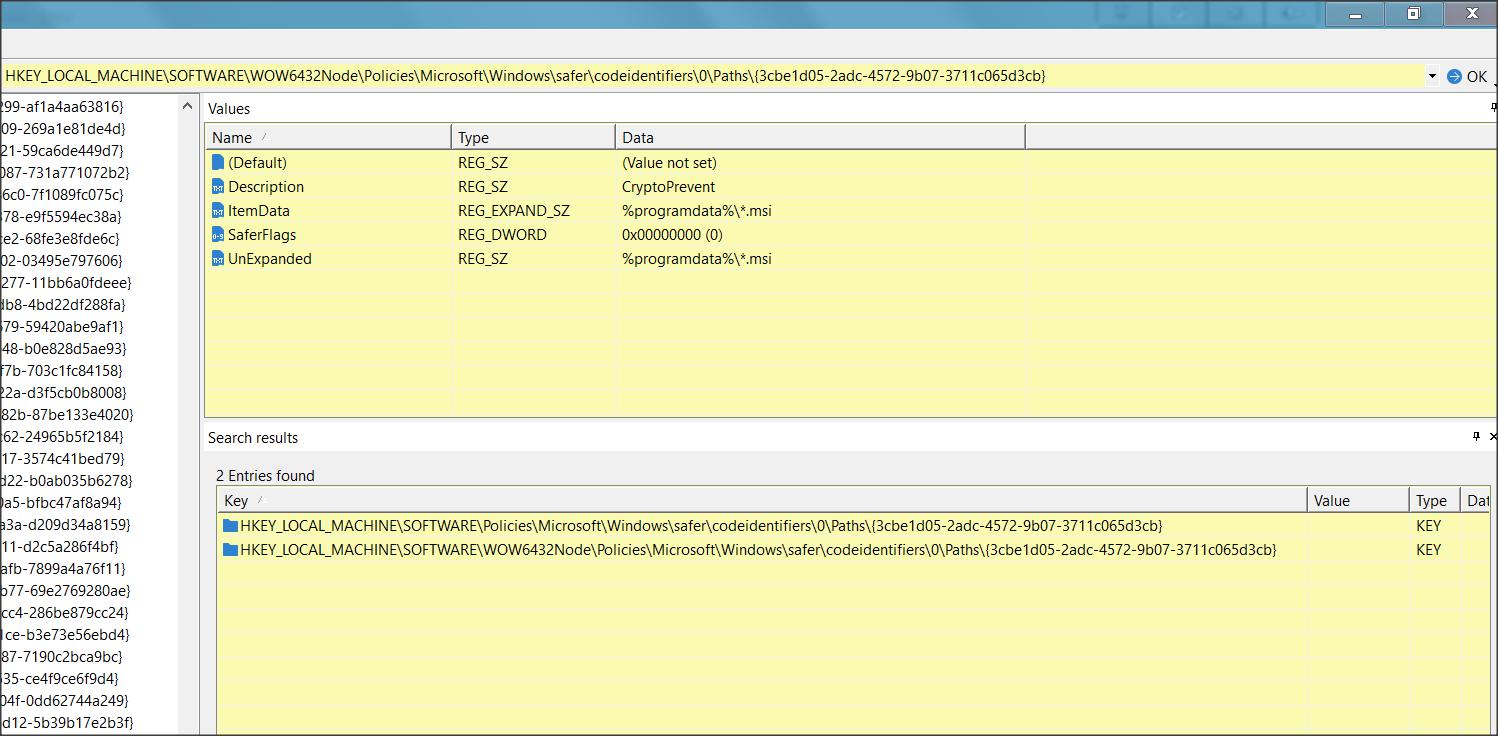 HKEY_LOCAL_MACHINE\SOFTWARE\WOW6432Node\Policies\Microsoft\Windows\safer\codeidentifiers\0\Paths\{3cbe1d05-2adc-4572-9b07-3711c065d3cb} OK
299-af1a4aa63816}
09-269a1e81de4d}
21-59ca6de449d7}
087-731a771072b2}
6c0-7f1089fc075c}
378-e9f5594ec38a}
ce2-68fe3e8fde6c}
02-03495e797606}
277-11bb6a0fdeee}
db8-4bd22df288fa}
579-59420abe9af1}
48-b0e828d5ae93}
f7b-703c1fc84158}
22a-d3f5cb0b8008}
82b-87be133e4020}
c62-24965b5f2184}
17-3574c41bed79}
d22-b0ab035b6278}
0a5-bfbc47af8a94}
a3a-d209d34a8159}
11-d2c5a286f4bf}
afb-7899a4a76f11}
b77-69e2769280ae}
cc4-286be879cc24}
1ce-b3e73e56ebd4}
87-7190c2bca9bc}
535-ce4f9ce6f9d4}
04f-0dd62744a249}
d12-5b39b17e2b3f}
Values
Name Type Data
(Default) REG_SZ (Value not set)
Description REG_SZ CryptoPrevent
ItemData REG_EXPAND_SZ %programdata%\*.msi
SaferFlags REG_DWORD 0x00000000 (0)
UnExpanded REG_SZ %programdata%\*.msi
Search results
2 Entries found
Key Value Type Dat
HKEY_LOCAL_MACHINE\SOFTWARE\Policies\Microsoft\Windows\safer\codeidentifiers\0\Paths\{3cbe1d05-2adc-4572-9b07-3711c065d3cb} KEY
HKEY_LOCAL_MACHINE\SOFTWARE\WOW6432Node\Policies\Microsoft\Windows\safer\codeidentifiers\0\Paths\{3cbe1d05-2adc-4572-9b07-3711c065d3cb} KEY